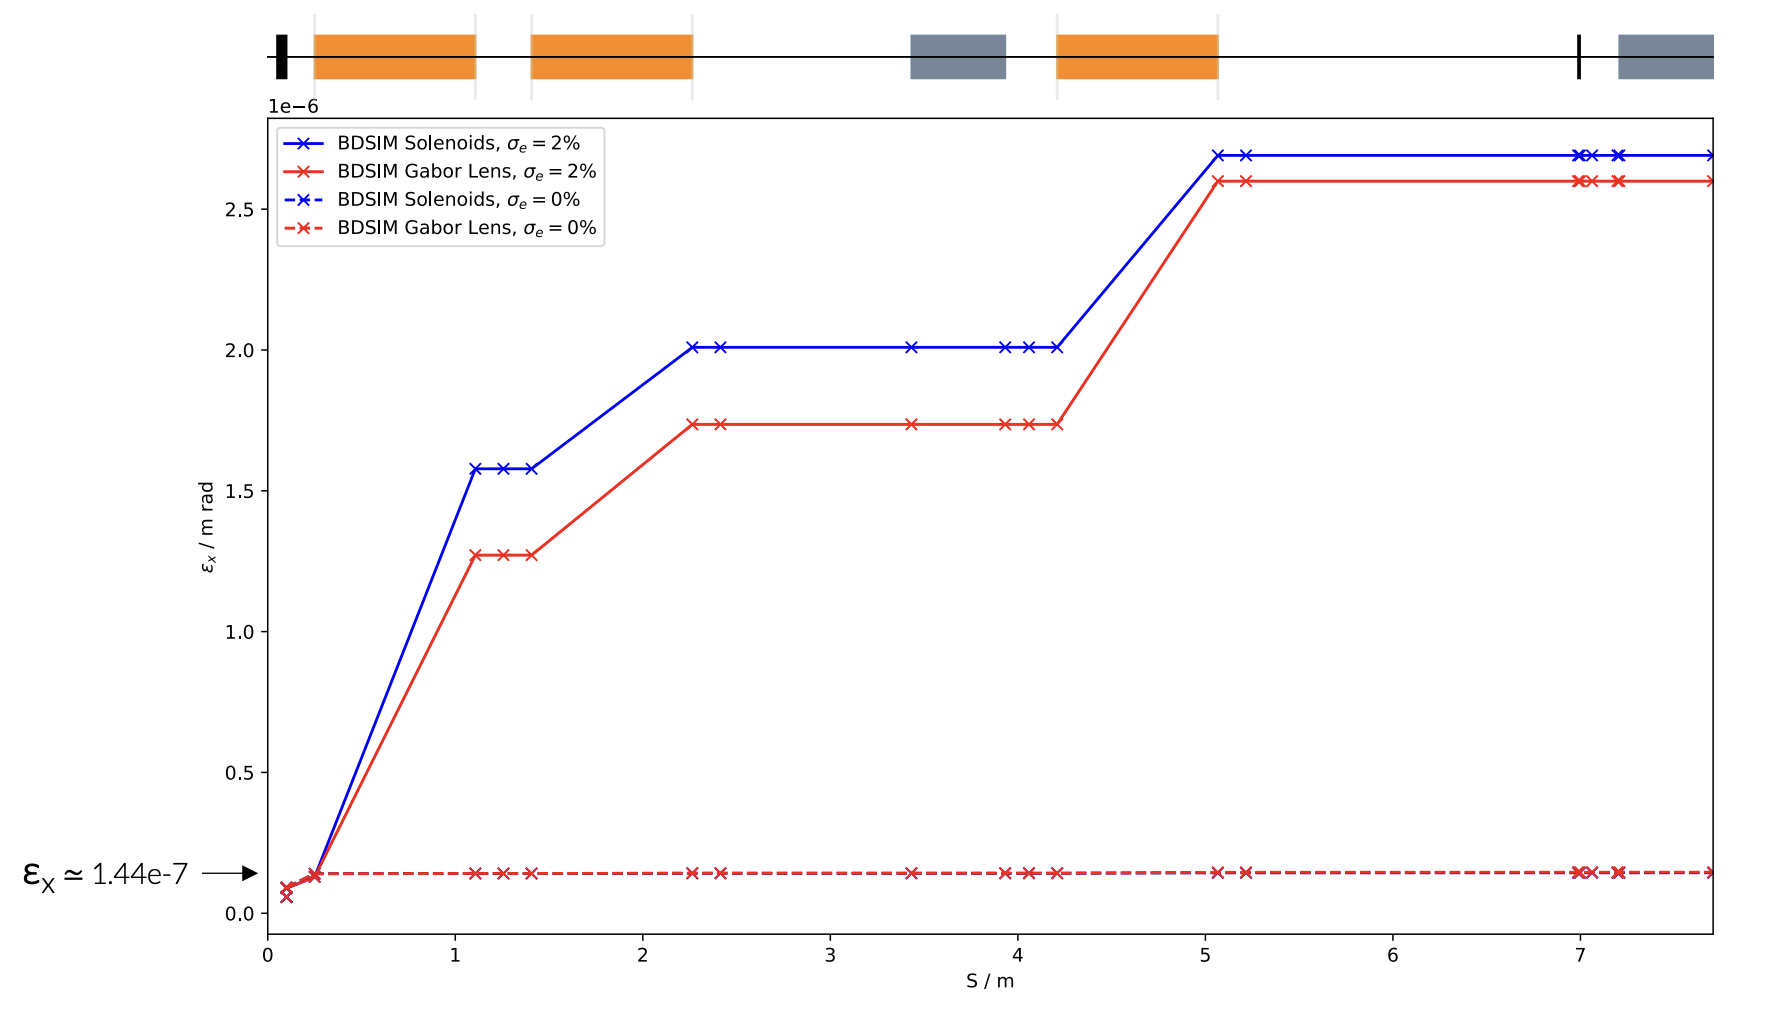 1e−6
BDSIM Solenoids, σₑ = 2%
BDSIM Gabor Lens, σₑ = 2%
BDSIM Solenoids, σₑ = 0%
BDSIM Gabor Lens, σₑ = 0%
2.5
2.0
1.5
1.0
0.5
0.0
εₓ / m rad
εₓ ≃ 1.44e-7
0 1 2 3 4 5 6 7
S / m